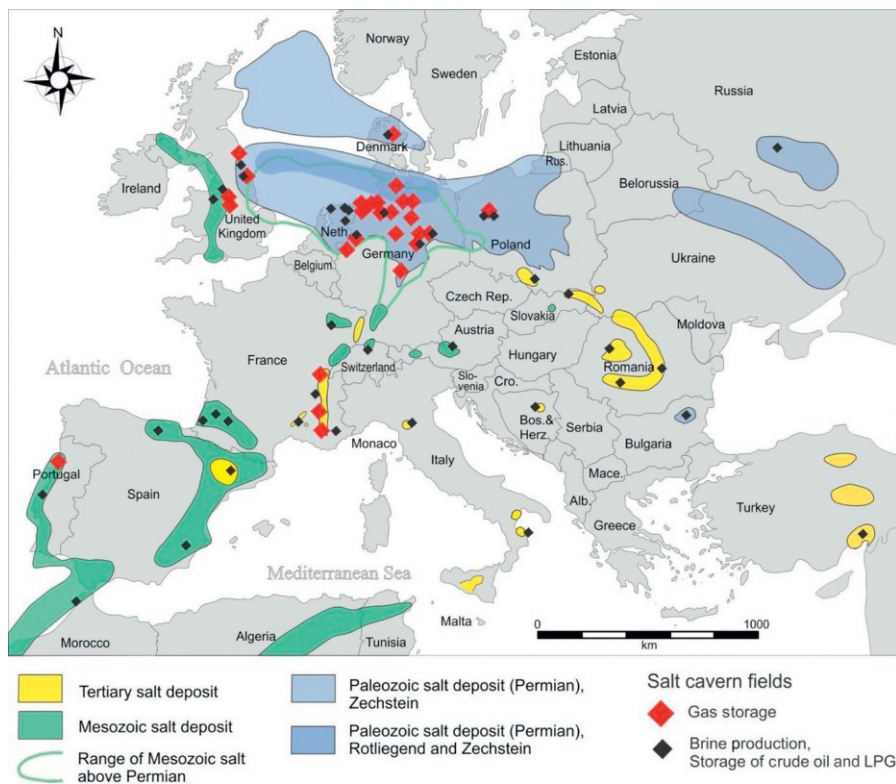 N
Norway
Sweden
Estonia
Russia
Latvia
Denmark
Lithuania
Rus.
Ireland
United
Kingdom
Belorussia
Neth
Poland
Germany
Belgium
Ukraine
Czech Rep.
Slovakia
Moldova
Austria
France
Hungary
Atlantic Ocean
Switzerland
Romania
Slo-
venia
Cro.
Bos.&
Herz.
Serbia
Monaco
Bulgaria
Italy
Portugal
Mace.
Spain
Alb.
Turkey
Greece
Mediterranean Sea
Malta
0
1000
km
Morocco
Algeria
Tunisia
Tertiary salt deposit
Mesozoic salt deposit
Range of Mesozoic salt
above Permian
Paleozoic salt deposit (Permian),
Zechstein
Paleozoic salt deposit (Permian),
Rotliegend and Zechstein
Salt cavern fields
Gas storage
Brine production,
Storage of crude oil and LPG